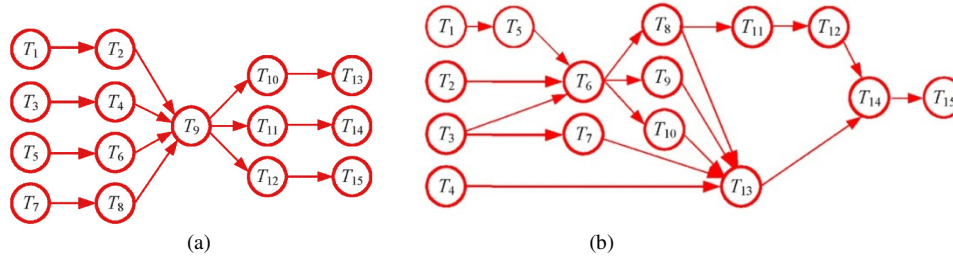 T1 T2 T10 T13
T3 T4 T9 T11 T14
T5 T6 T12 T15
T7 T8
(a)
T1 T5 T8 T11 T12
T2 T6 T9 T14 T15
T3 T7 T10
T4 T13
(b)